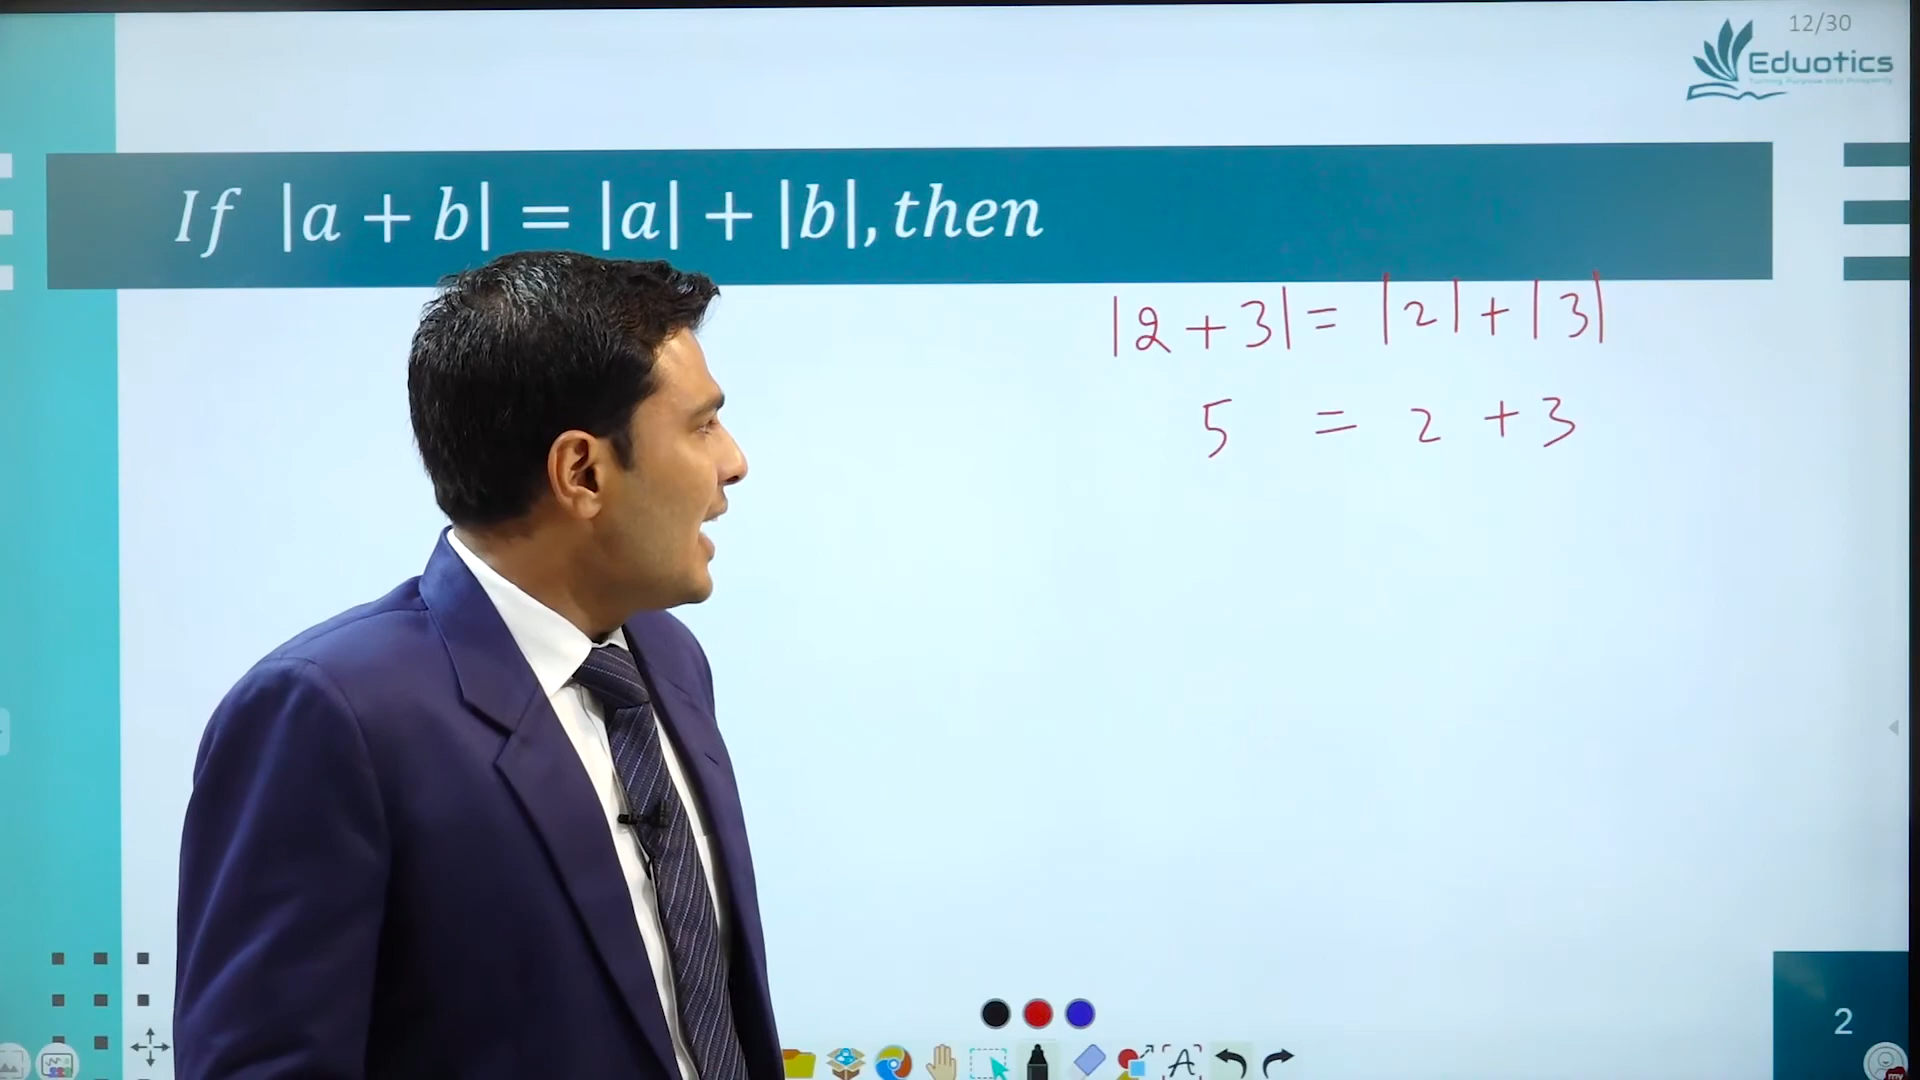 12/30
Eduotics
If |a + b| = |a| + |b|, then
|2 + 3| = |2| + |3|
5 = 2 + 3
2